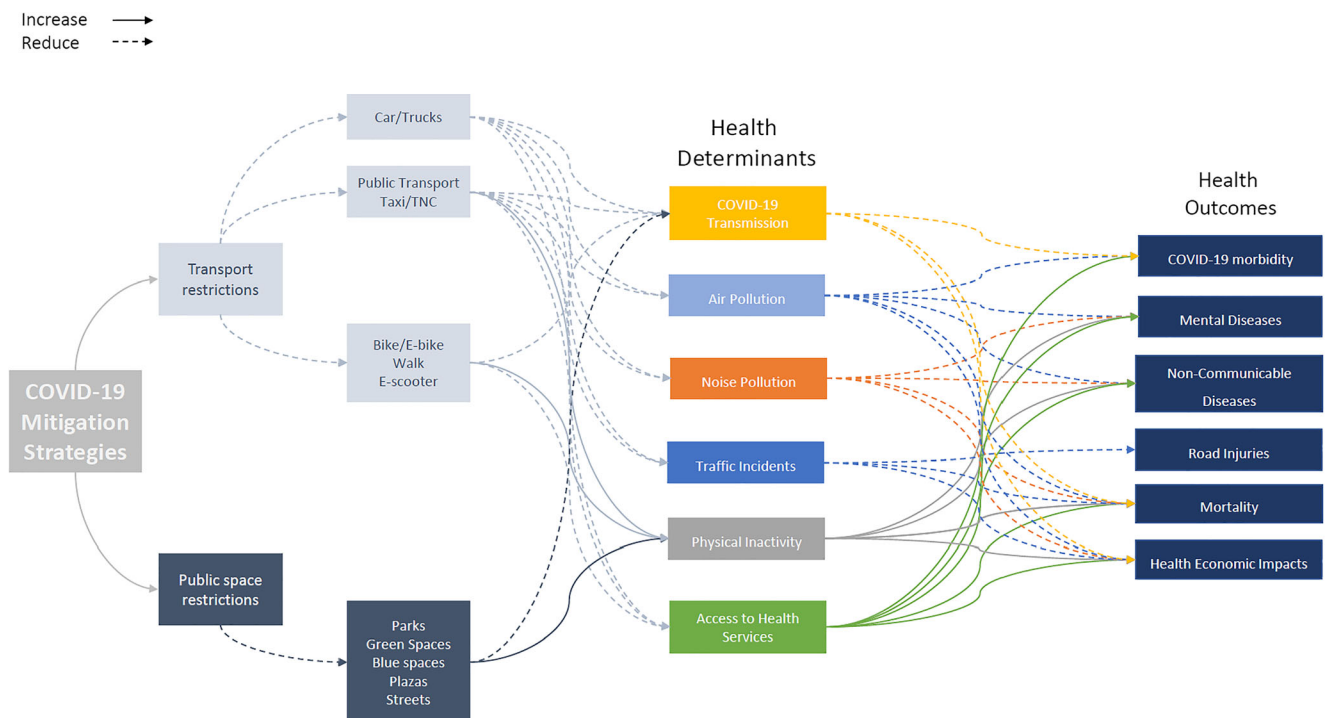 Increase
Reduce
Car/Trucks
Public Transport
Taxi/TNC
Transport
restrictions
Bike/E-bike
Walk
E-scooter
COVID-19
Mitigation
Strategies
Public space
restrictions
Parks
Green Spaces
Blue spaces
Plazas
Streets
Health
Determinants
COVID-19
Transmission
Air Pollution
Noise Pollution
Traffic Incidents
Physical Inactivity
Access to Health
Services
Health
Outcomes
COVID-19 morbidity
Mental Diseases
Non-Communicable
Diseases
Road Injuries
Mortality
Health Economic Impacts